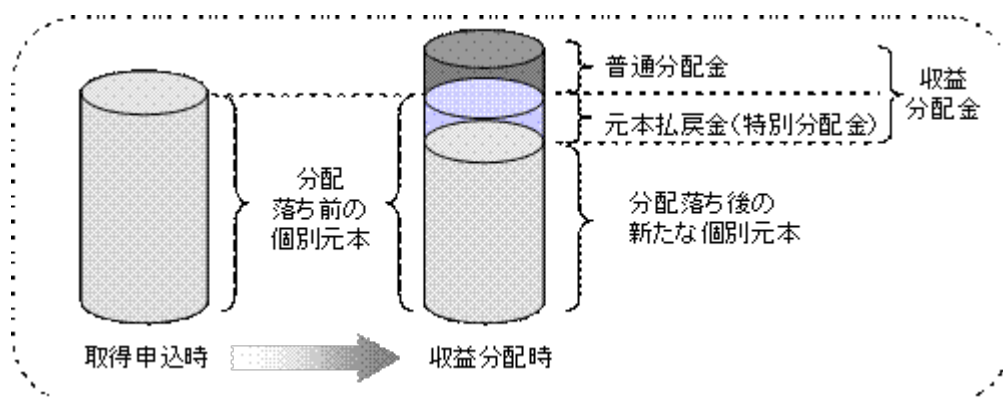 普通分配金
元本払戻金(特別分配金)
収益
分配金
分配
落ち前の
個別元本
分配落ち後の
新たな個別元本
取得申込時
収益分配時